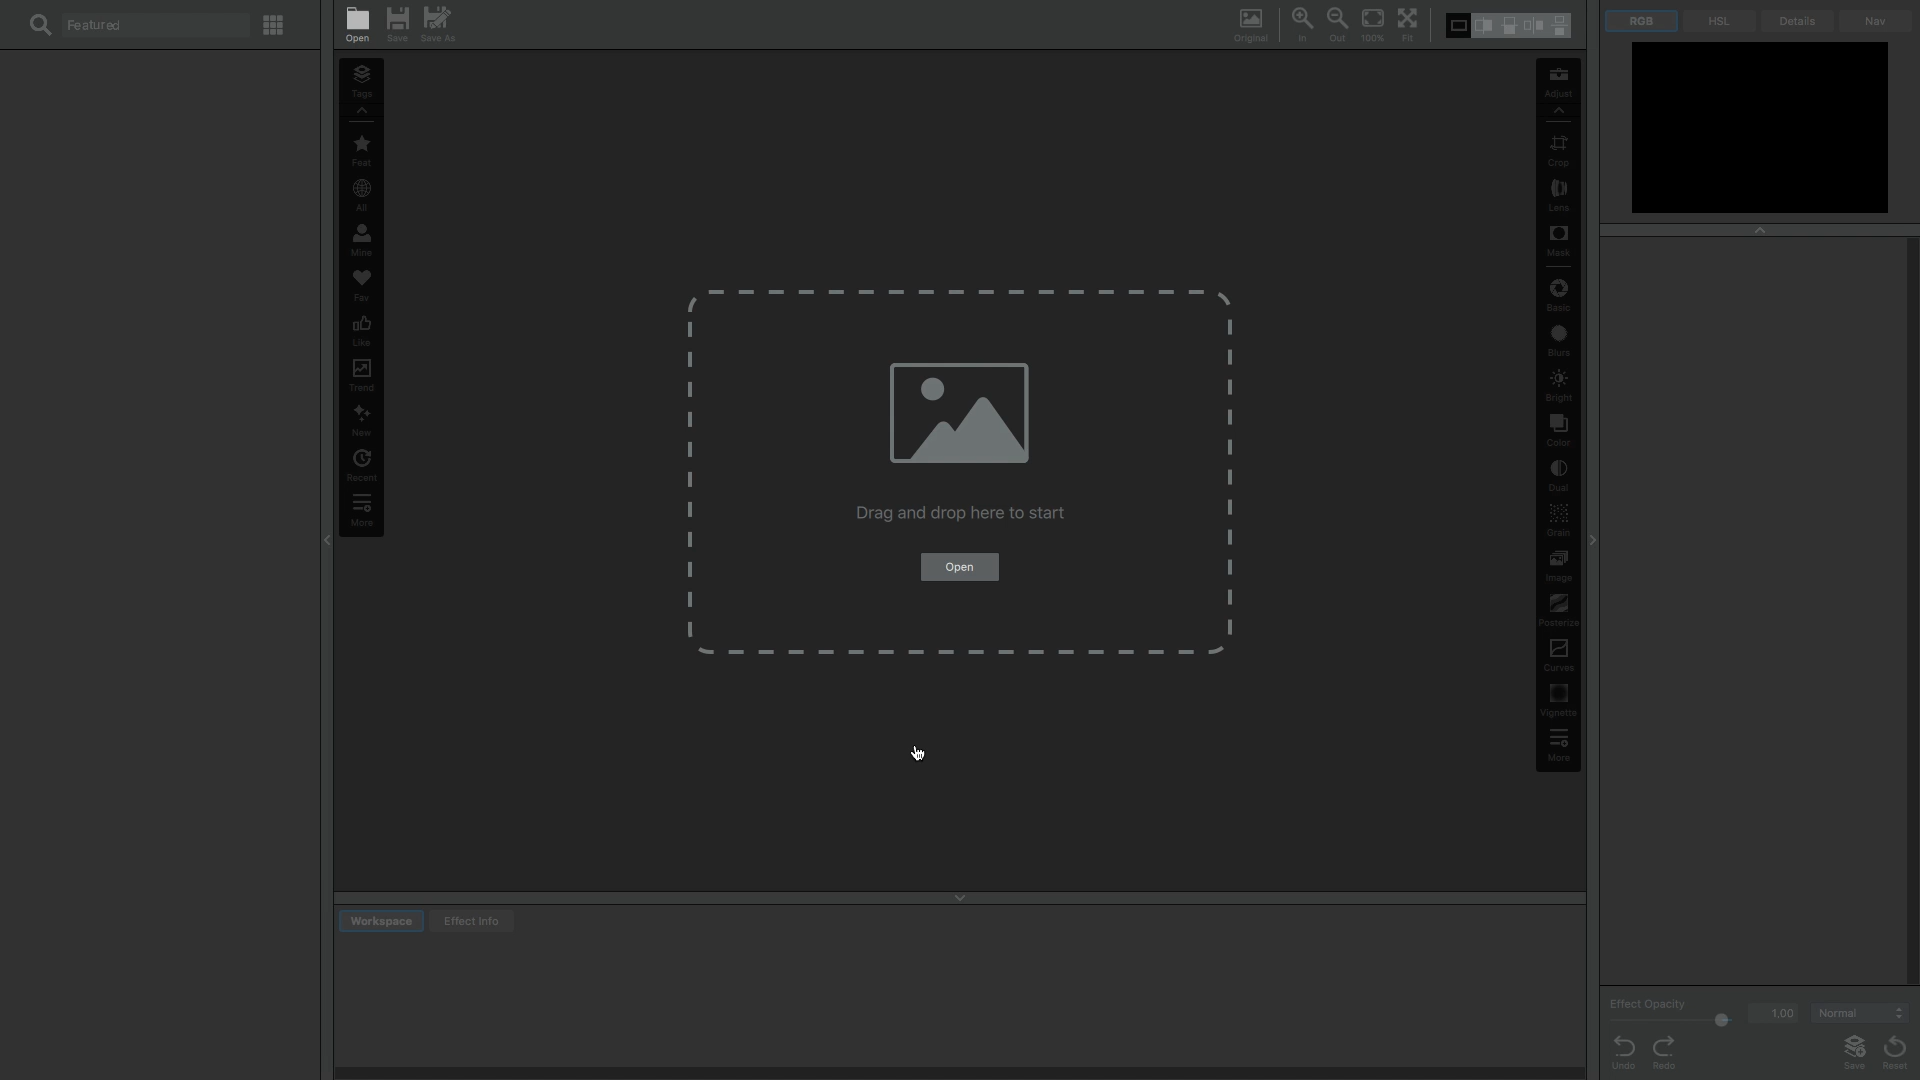 Featured
Open
Save
Save As
Original
In
Out
100%
Fit
RGB
HSL
Details
Nav
Tags
Feat
All
Mine
Fav
Like
Trend
New
Recent
More
Drag and drop here to start
Open
Adjust
Crop
Lens
Mask
Basic
Blurs
Bright
Color
Dual
Grain
Image
Posterize
Curves
Vignette
More
Workspace
Effect Info
Effect Opacity
1.00
Normal
Undo
Redo
Save
Reset